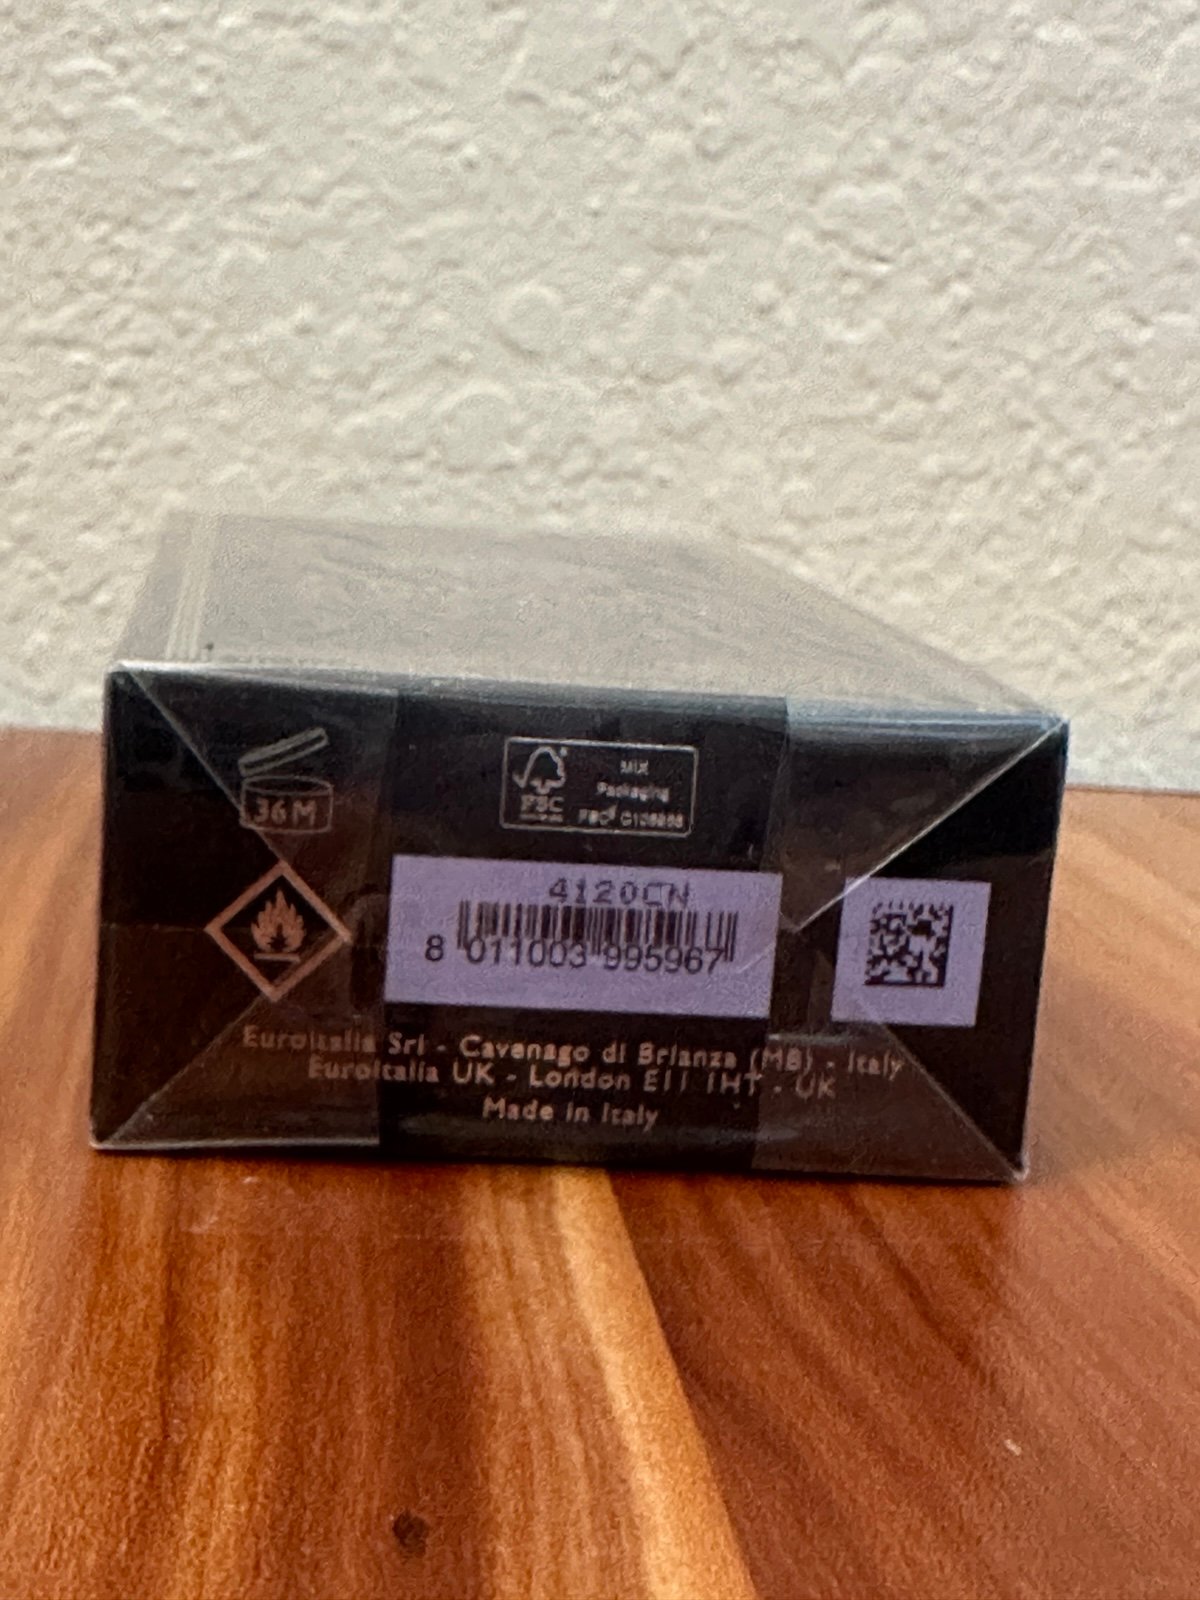 36M
FSC
MIX
Packaging
4120CN
8 011003 995967
Euroitalia Srl - Cavenago di Brianza (MB) - Italy
Euroitalia UK - London E11 1HT - UK
Made in Italy